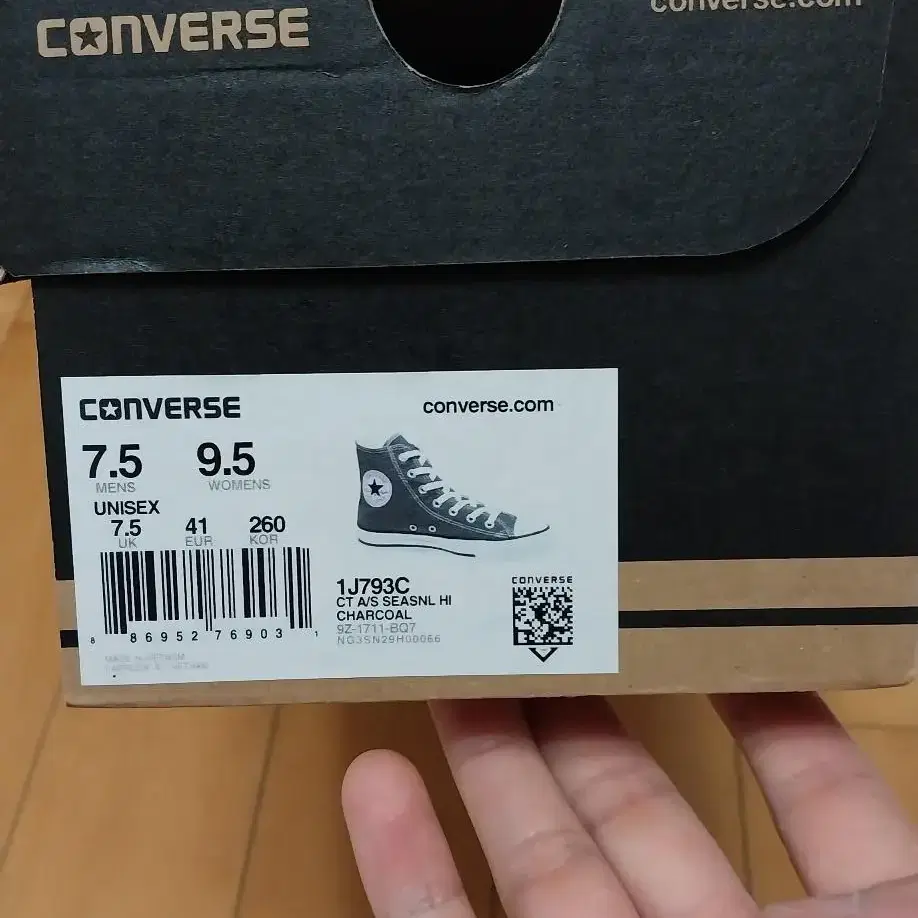 CONVERSE
converse.com
CONVERSE
converse.com
7.5 9.5
MENS WOMENS
UNISEX
7.5 41 260
UK EUR KOR
8 86952 76903 1
1J793C
CT A/S SEASNL HI
CHARCOAL
9Z-1711-BQ7
NG3SN29H00066
CONVERSE